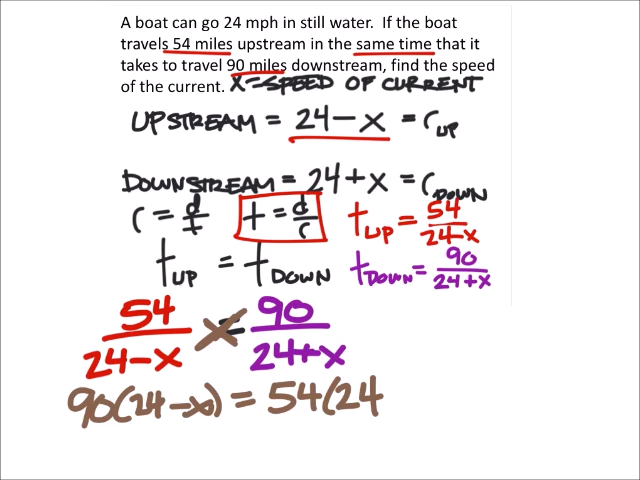 A boat can go 24 mph in still water. If the boat
travels 54 miles upstream in the same time that it
takes to travel 90 miles downstream, find the speed
of the current. X=SPEED OF CURRENT
UPSTREAM = 24-X = rUP
DOWNSTREAM = 24+X = rDOWN
r = d/t t = d/r tUP = 54/24-X
tUP = tDOWN tDOWN = 90/24+X
54/24-X = 90/24+X
90(24-X) = 54(24